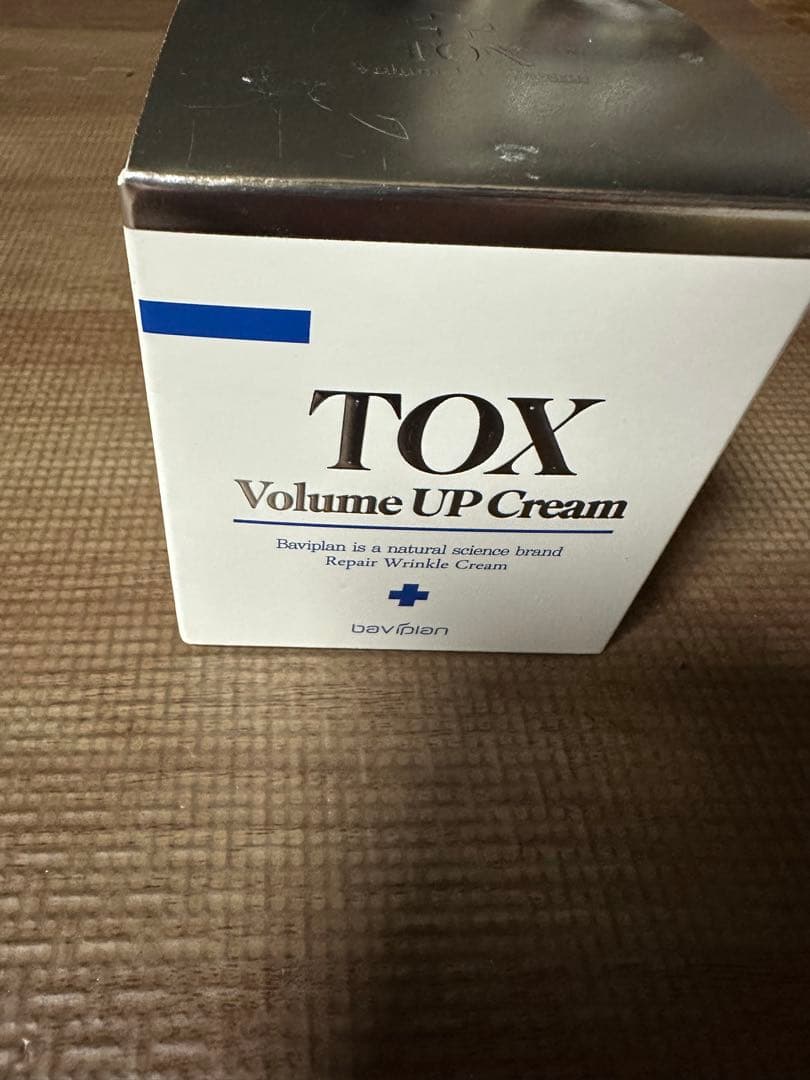 TOX
Volume UP Cream
Baviplan is a natural science brand
Repair Wrinkle Cream
baviplan